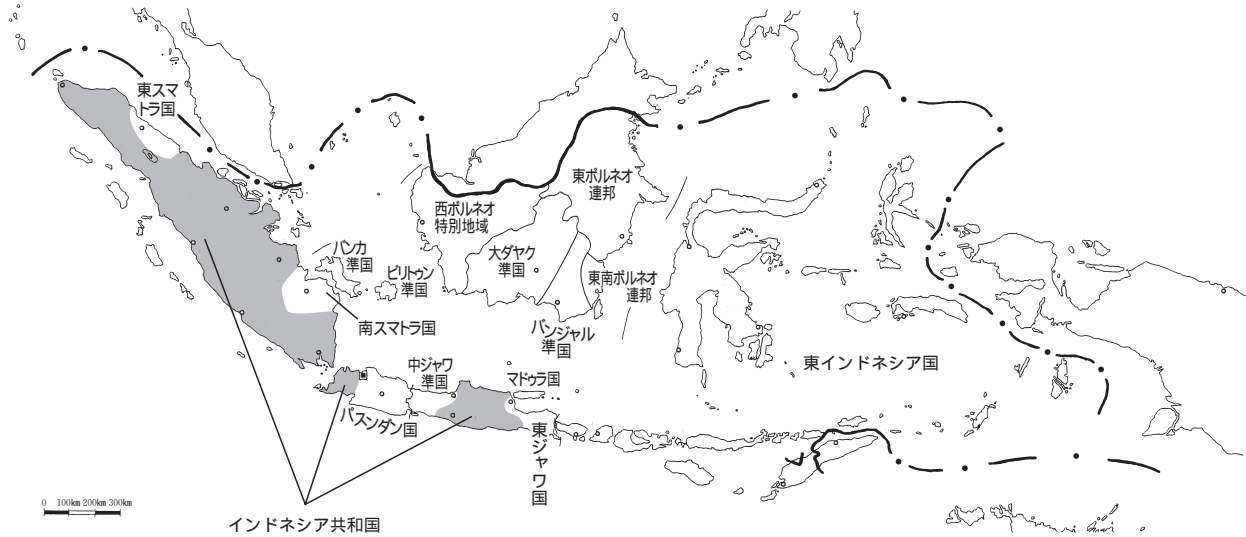 東スマ
トラ国
東ボルネオ
連邦
西ボルネオ
特別地域
大ダヤク
準国
バンカ
準国
ビリトゥン
準国
東南ボルネオ
連邦
南スマトラ国
バンジャル
準国
東インドネシア国
中ジャワ
準国
マドゥラ国
パスンダン国
東ジャワ国
インドネシア共和国
0 100km 200km 300km